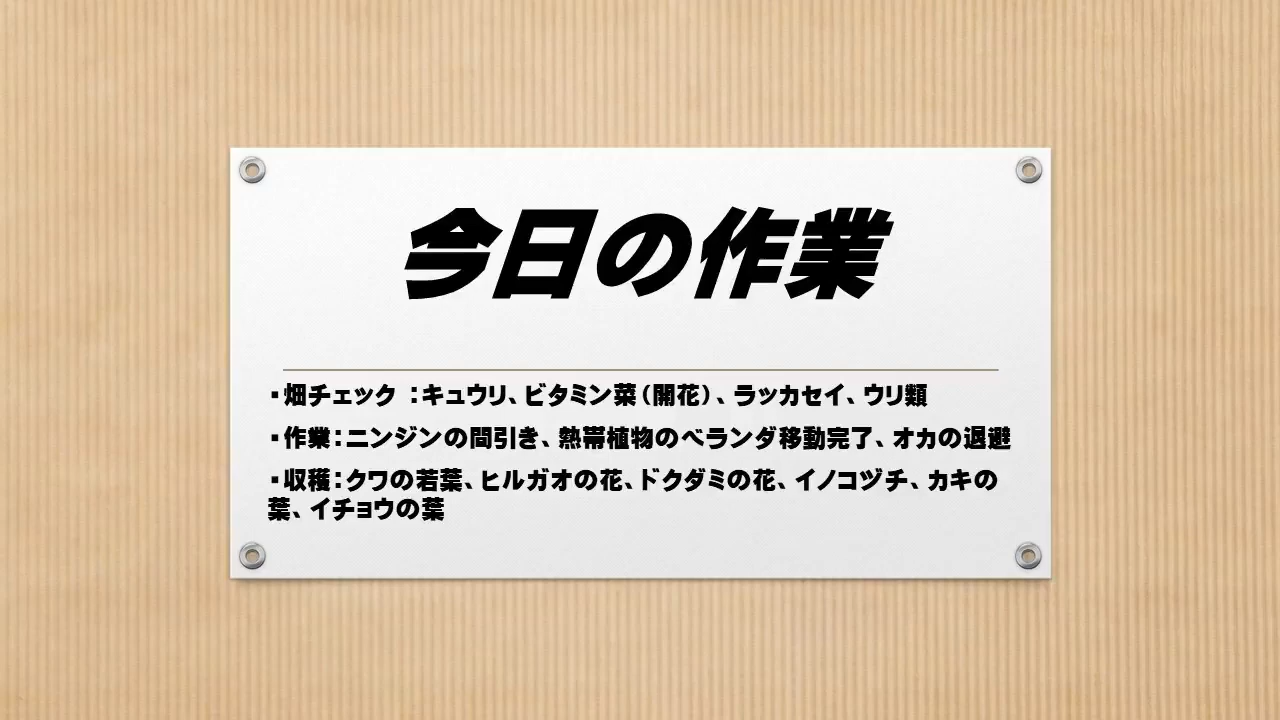 今日の作業
▪畑チェック ：キュウリ、ビタミン菜（開花）、ラッカセイ、ウリ類
▪作業：ニンジンの間引き、熱帯植物のベランダ移動完了、オカの退避
▪収穫：クワの若葉、ヒルガオの花、ドクダミの花、イノコヅチ、カキの
葉、イチョウの葉